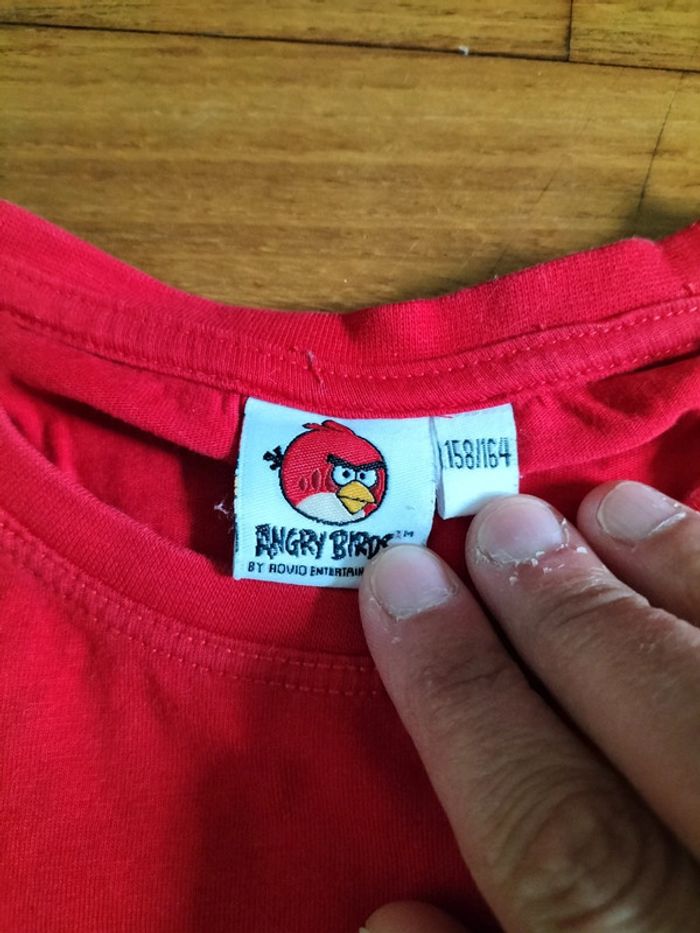 ANGRY BIRDS™
BY ROVIO
158/164